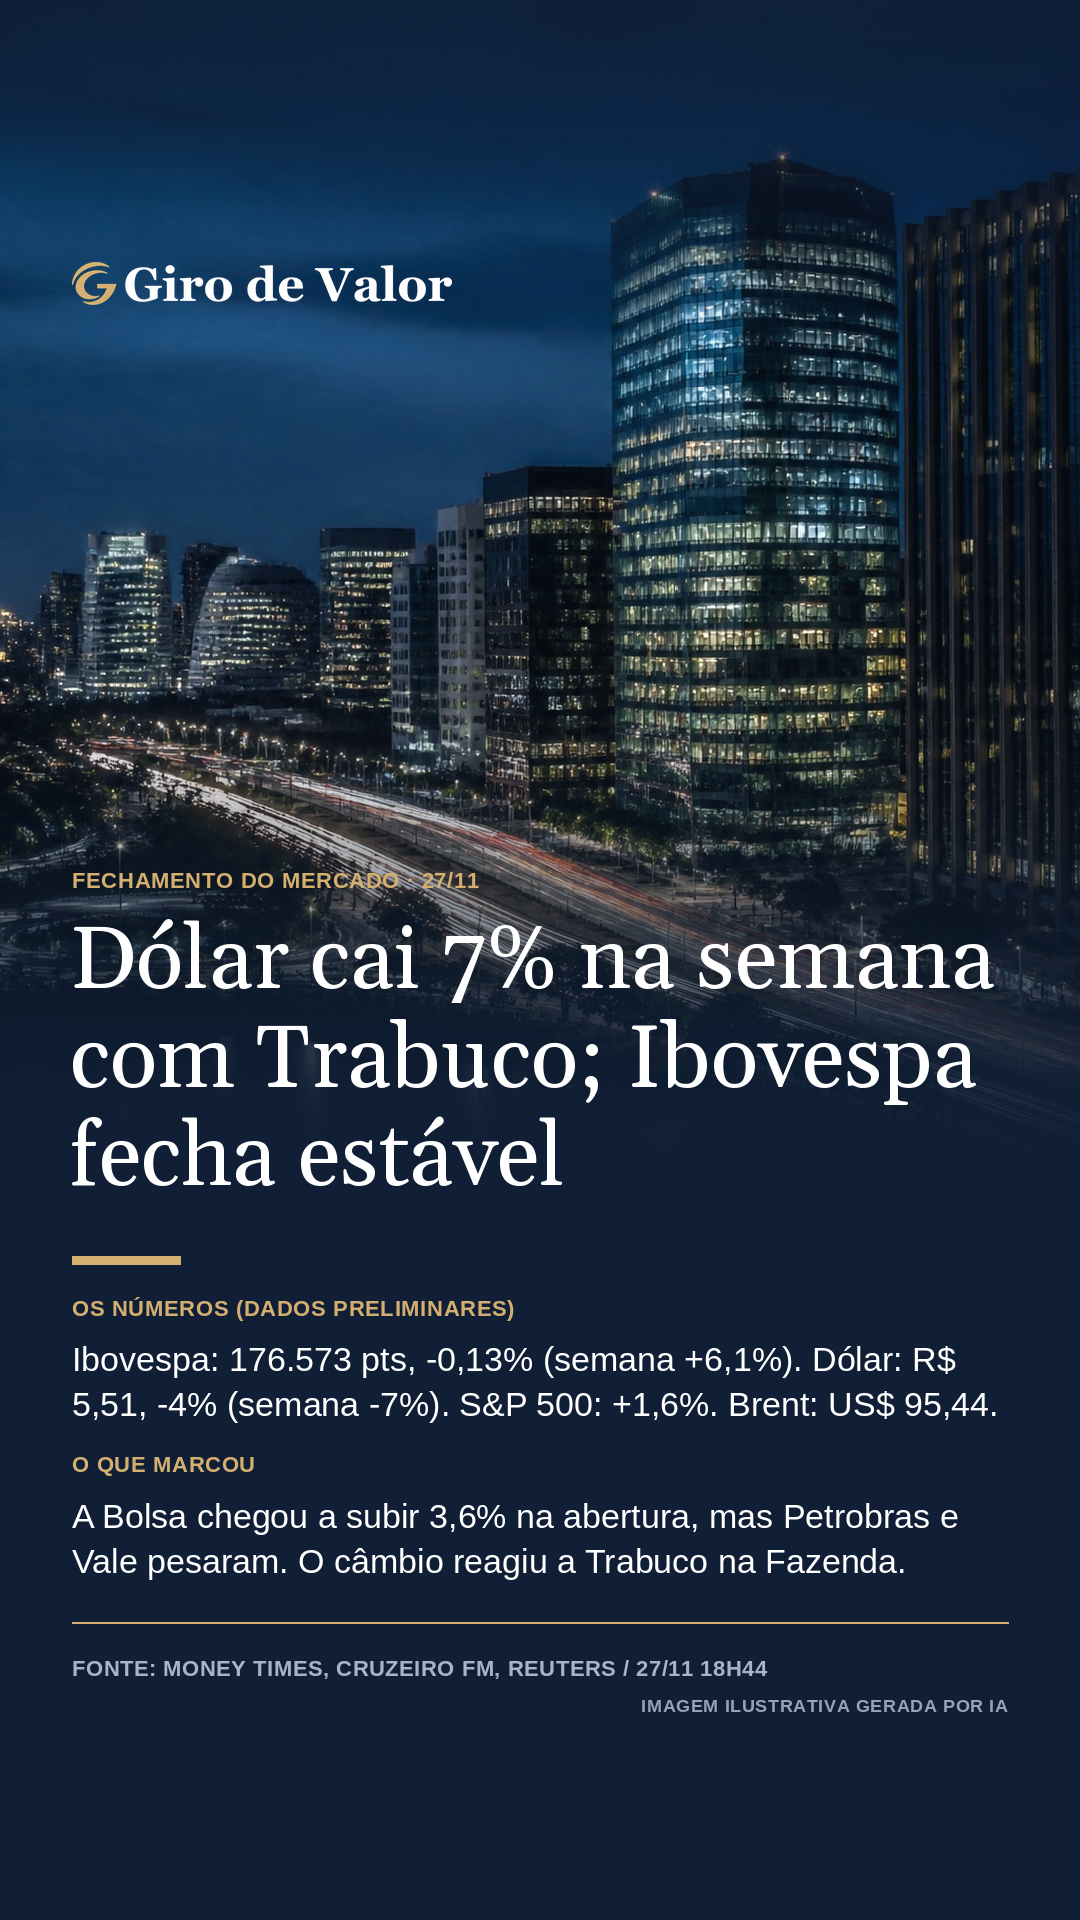 Giro de Valor
FECHAMENTO DO MERCADO · 27/11
Dólar cai 7% na semana
com Trabuco; Ibovespa
fecha estável
OS NÚMEROS (DADOS PRELIMINARES)
Ibovespa: 176.573 pts, -0,13% (semana +6,1%). Dólar: R$
5,51, -4% (semana -7%). S&P 500: +1,6%. Brent: US$ 95,44.
O QUE MARCOU
A Bolsa chegou a subir 3,6% na abertura, mas Petrobras e
Vale pesaram. O câmbio reagiu a Trabuco na Fazenda.
FONTE: MONEY TIMES, CRUZEIRO FM, REUTERS / 27/11 18H44
IMAGEM ILUSTRATIVA GERADA POR IA